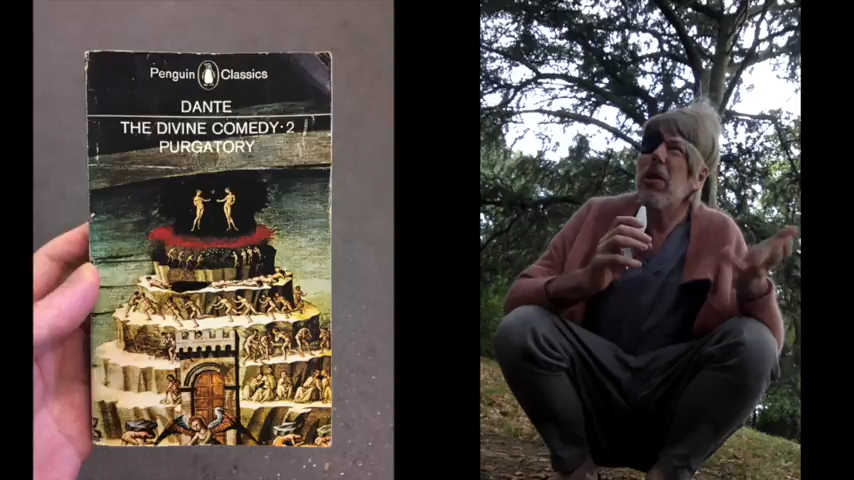 Penguin Classics
DANTE
THE DIVINE COMEDY·2
PURGATORY